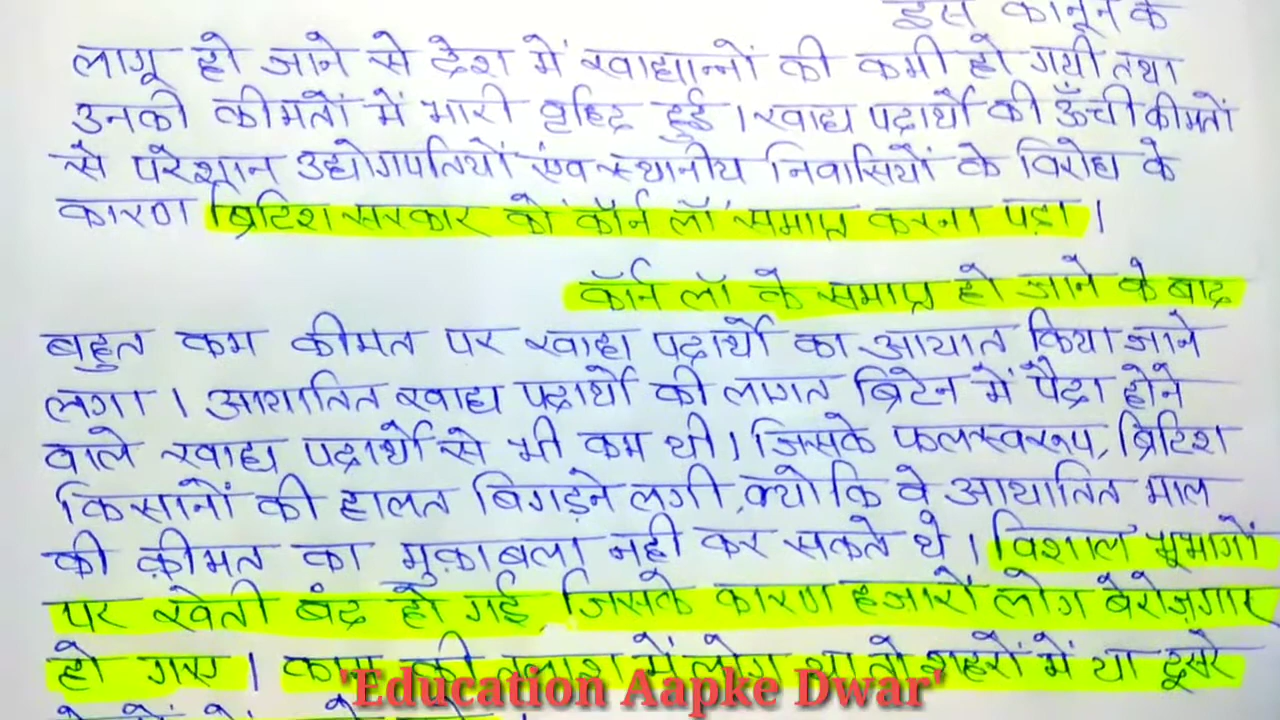 इस कानून के
लागू हो जाने से देश में खाद्यान्नों की कमी हो गयी तथा
उनकी कीमतों में भारी वृद्धि हुई । खाद्य पदार्थों की ऊँची कीमतों
से परेशान उद्योगपतियों एंव स्थानीय निवासियों के विरोध के
कारण ब्रिटिश सरकार को कॉर्न लॉ समाप्त करना पड़ा ।
कॉर्न लॉ के समाप्त हो जाने के बाद
बहुत कम कीमत पर खाद्य पदार्थों का आयात किया जाने
लगा । आयातित खाद्य पदार्थों की लागत ब्रिटेन में पैदा होने
वाले खाद्य पदार्थों से भी कम थी । जिसके फलस्वरूप, ब्रिटिश
किसानों की हालत बिगड़ने लगी, क्योंकि वे आयातित माल
की क़ीमत का मुक़ाबला नही कर सकते थे । विशाल भूभागों
पर खेती बंद हो गई, जिसके कारण हजारों लोग बेरोज़गार
हो गए । काम की तलाश में लोग या तो शहरों में या दूसरे
'Education Aapke Dwar'